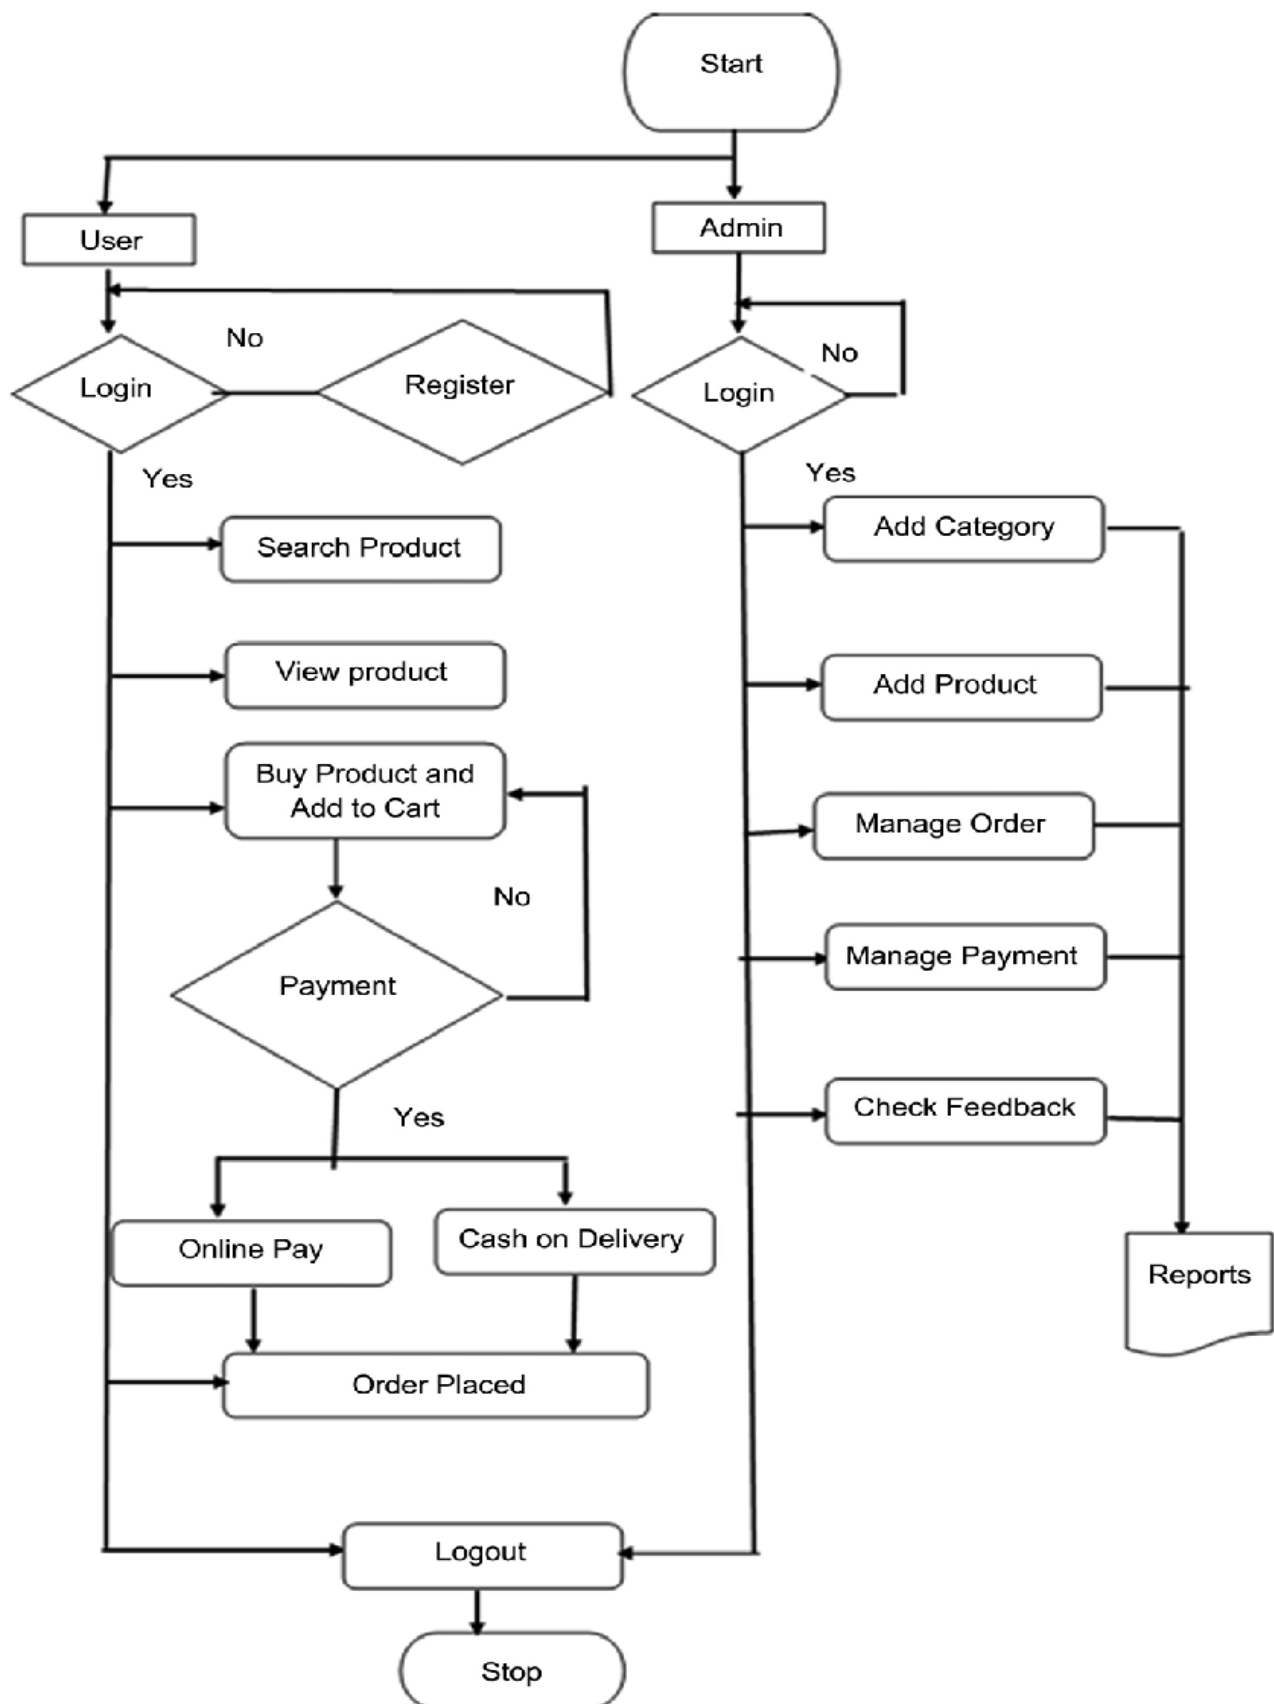 Start
User
Admin
No
Login
Register
No
Login
Yes
Yes
Search Product
Add Category
View product
Add Product
Buy Product and
Add to Cart
Manage Order
No
Payment
Manage Payment
Yes
Check Feedback
Online Pay
Cash on Delivery
Reports
Order Placed
Logout
Stop